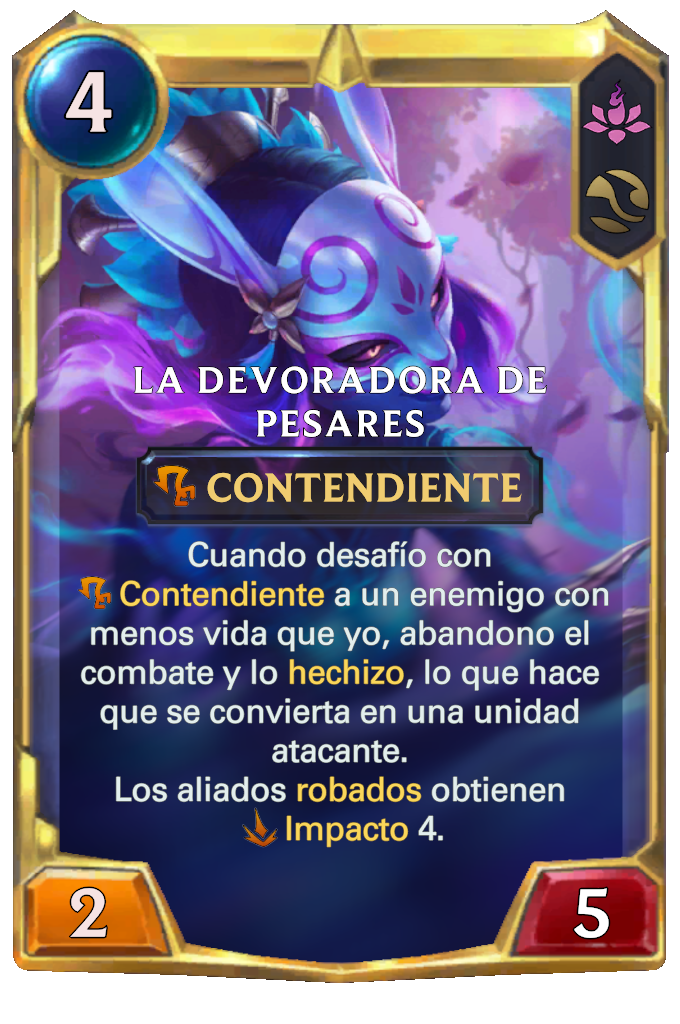 4
LA DEVORADORA DE
PESARES
CONTENDIENTE
Cuando desafío con
Contendiente a un enemigo con
menos vida que yo, abandono el
combate y lo hechizo, lo que hace
que se convierta en una unidad
atacante.
Los aliados robados obtienen
Impacto 4.
2
5